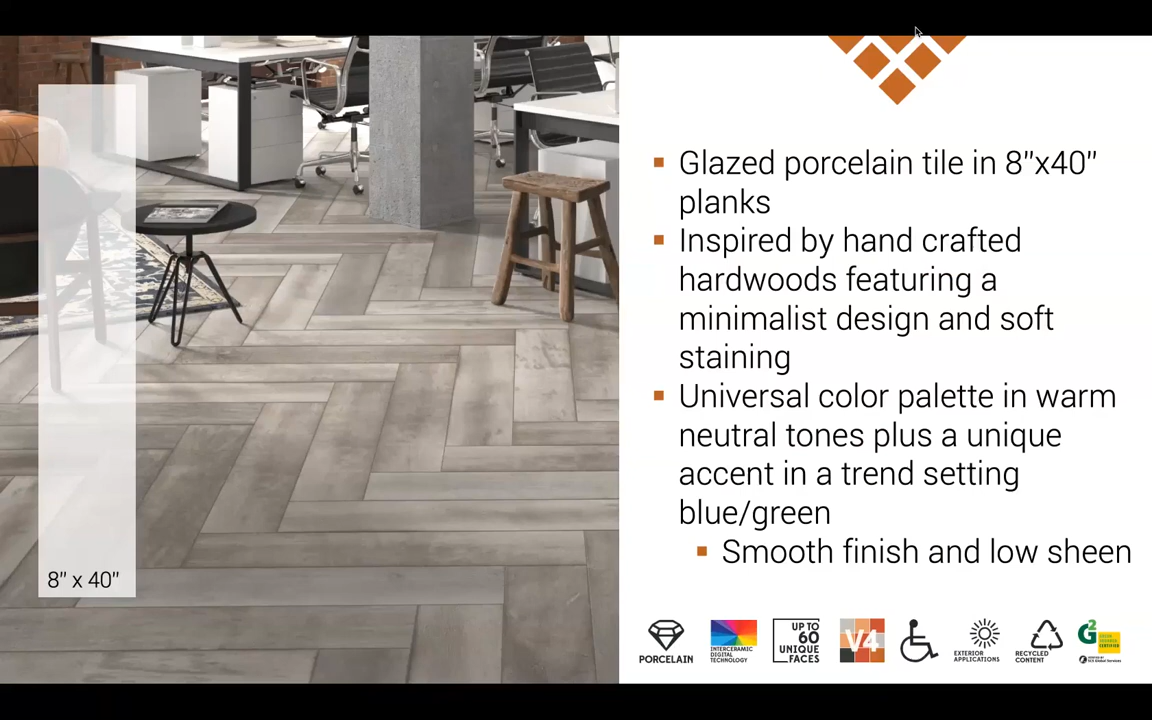 Glazed porcelain tile in 8"x40"
planks
Inspired by hand crafted
hardwoods featuring a
minimalist design and soft
staining
Universal color palette in warm
neutral tones plus a unique
accent in a trend setting
blue/green
Smooth finish and low sheen
8" x 40"
PORCELAIN
INTERCERAMIC
DIGITAL
TECHNOLOGY
UP TO
60
UNIQUE
FACES
V4
EXTERIOR
APPLICATIONS
RECYCLED
CONTENT
G2